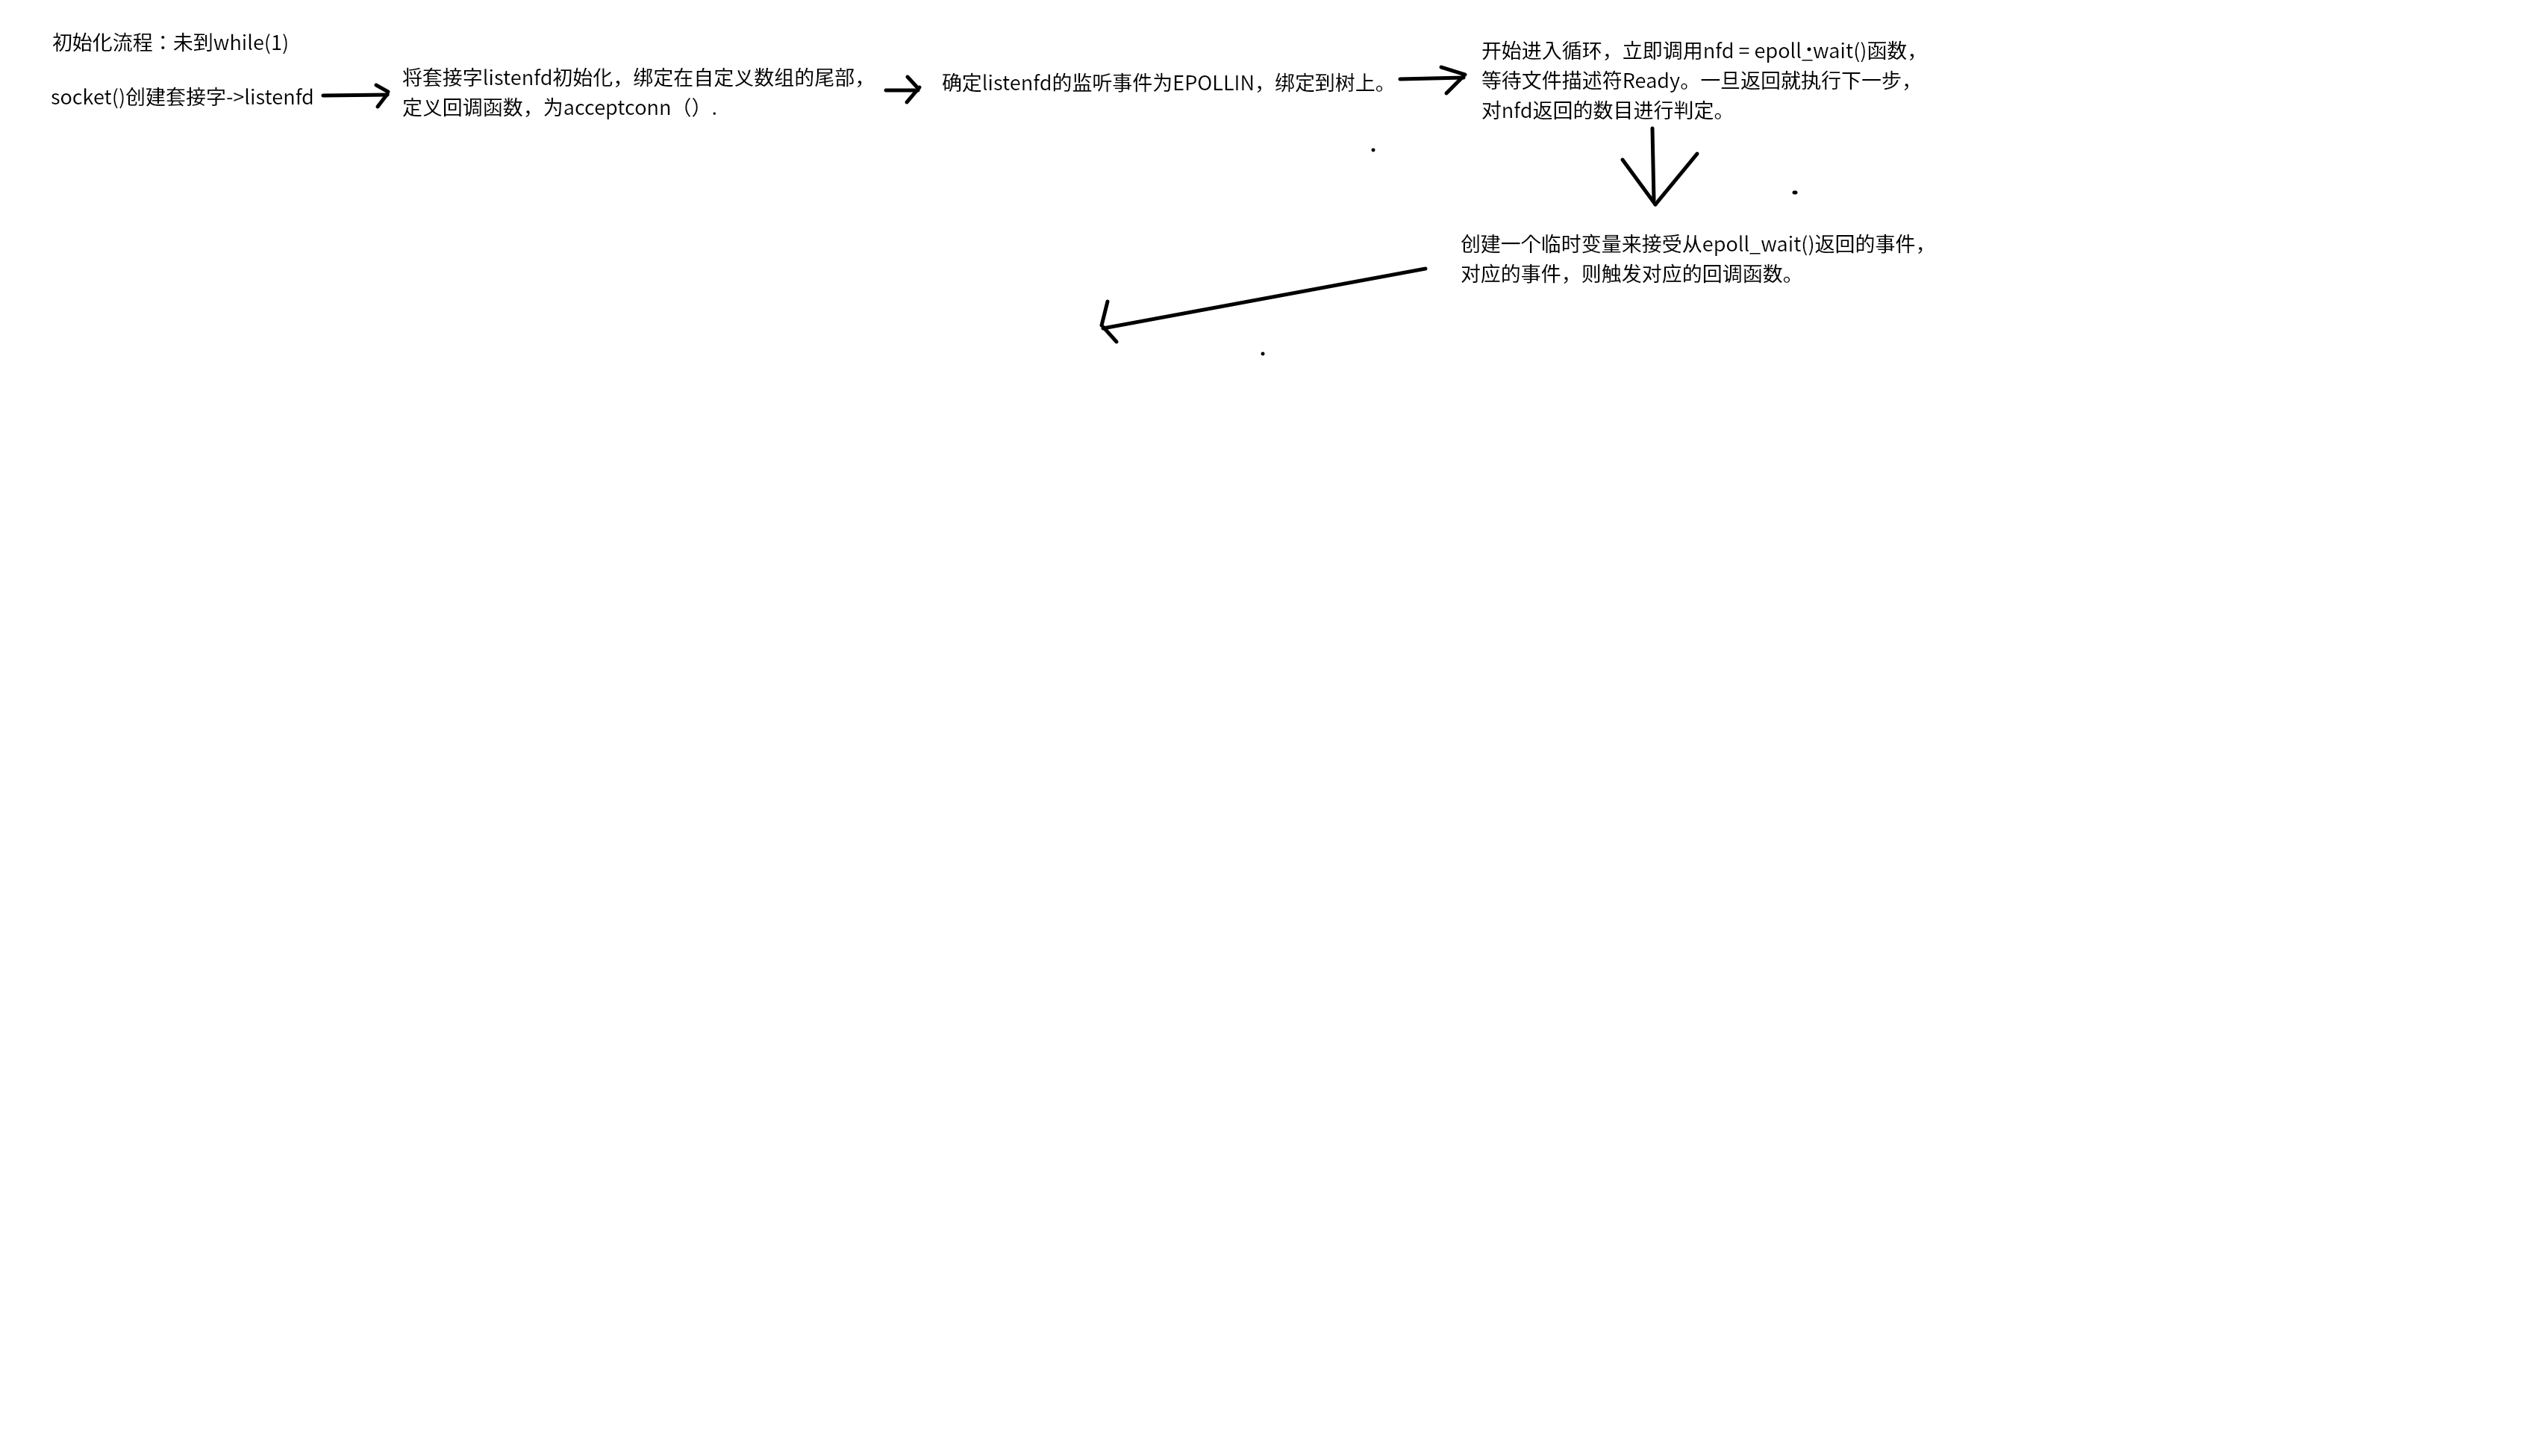 初始化流程：未到while(1)
socket()创建套接字->listenfd
将套接字listenfd初始化，绑定在自定义数组的尾部，
定义回调函数，为acceptconn（）.
确定listenfd的监听事件为EPOLLIN，绑定到树上。
开始进入循环，立即调用nfd = epoll_wait()函数，
等待文件描述符Ready。一旦返回就执行下一步，
对nfd返回的数目进行判定。
创建一个临时变量来接受从epoll_wait()返回的事件，
对应的事件，则触发对应的回调函数。